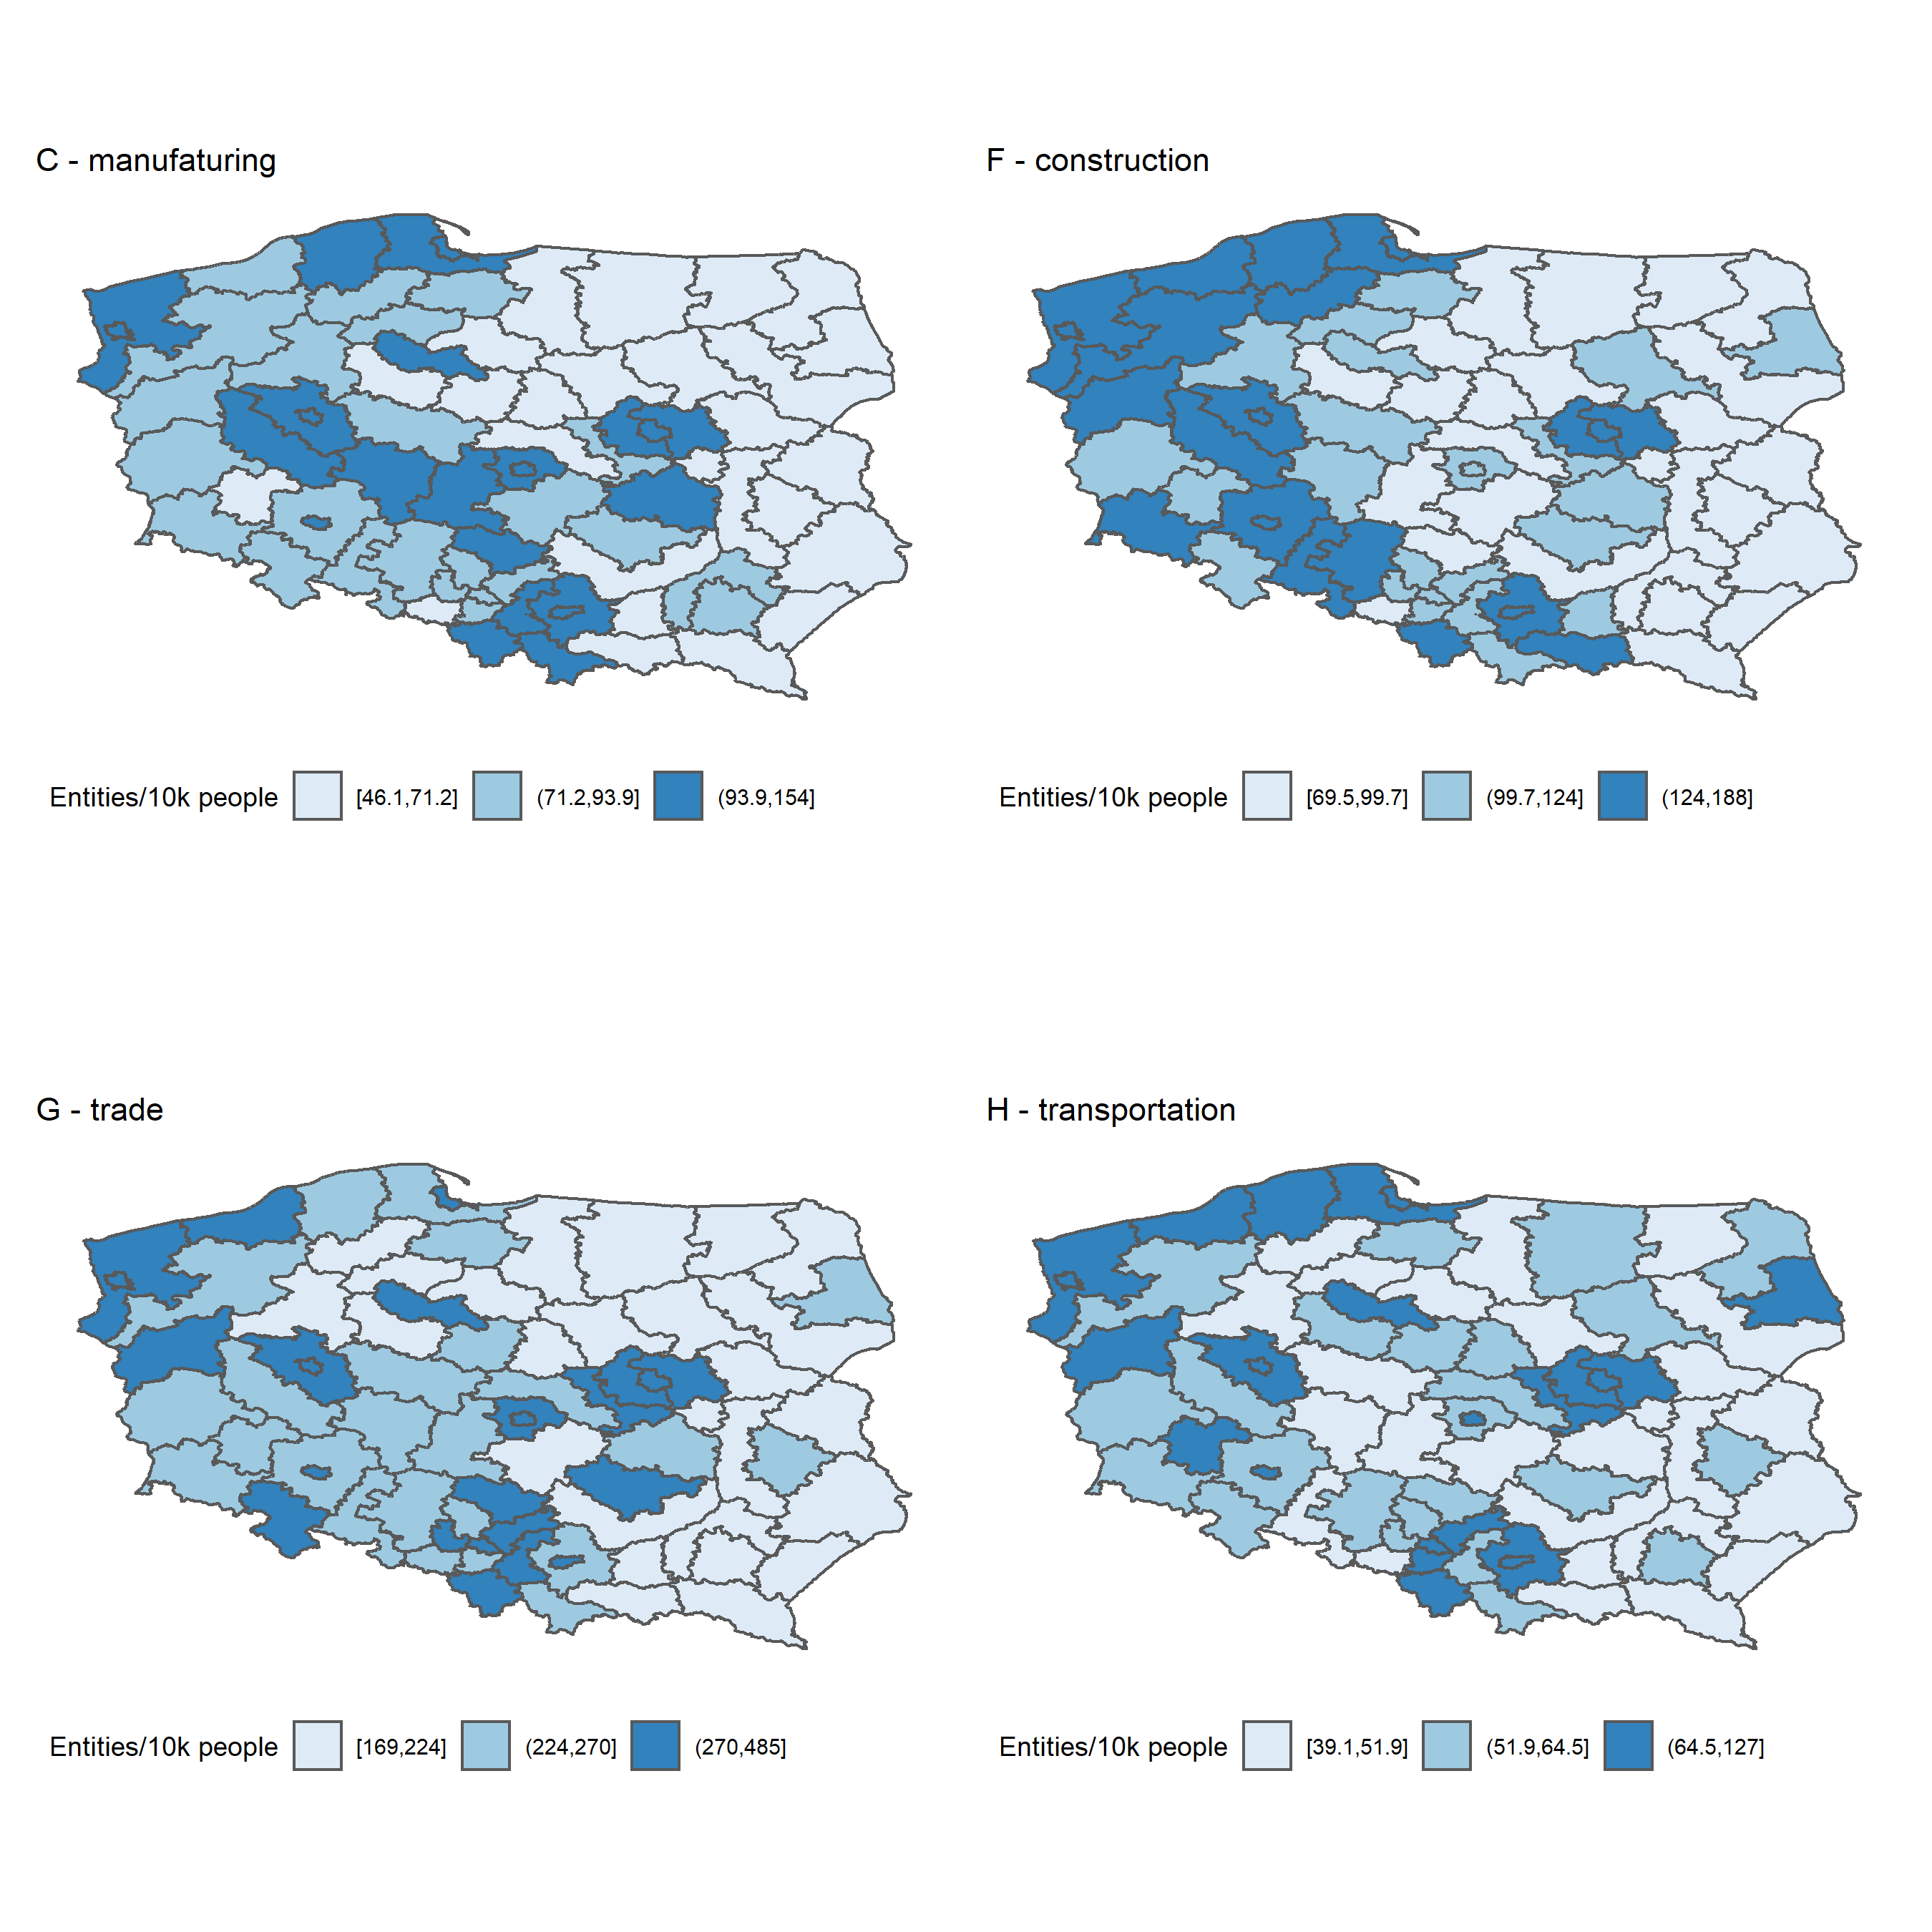 C - manufaturing
F - construction
Entities/10k people [46.1,71.2] (71.2,93.9] (93.9,154]
Entities/10k people [69.5,99.7] (99.7,124] (124,188]
G - trade
H - transportation
Entities/10k people [169,224] (224,270] (270,485]
Entities/10k people [39.1,51.9] (51.9,64.5] (64.5,127]